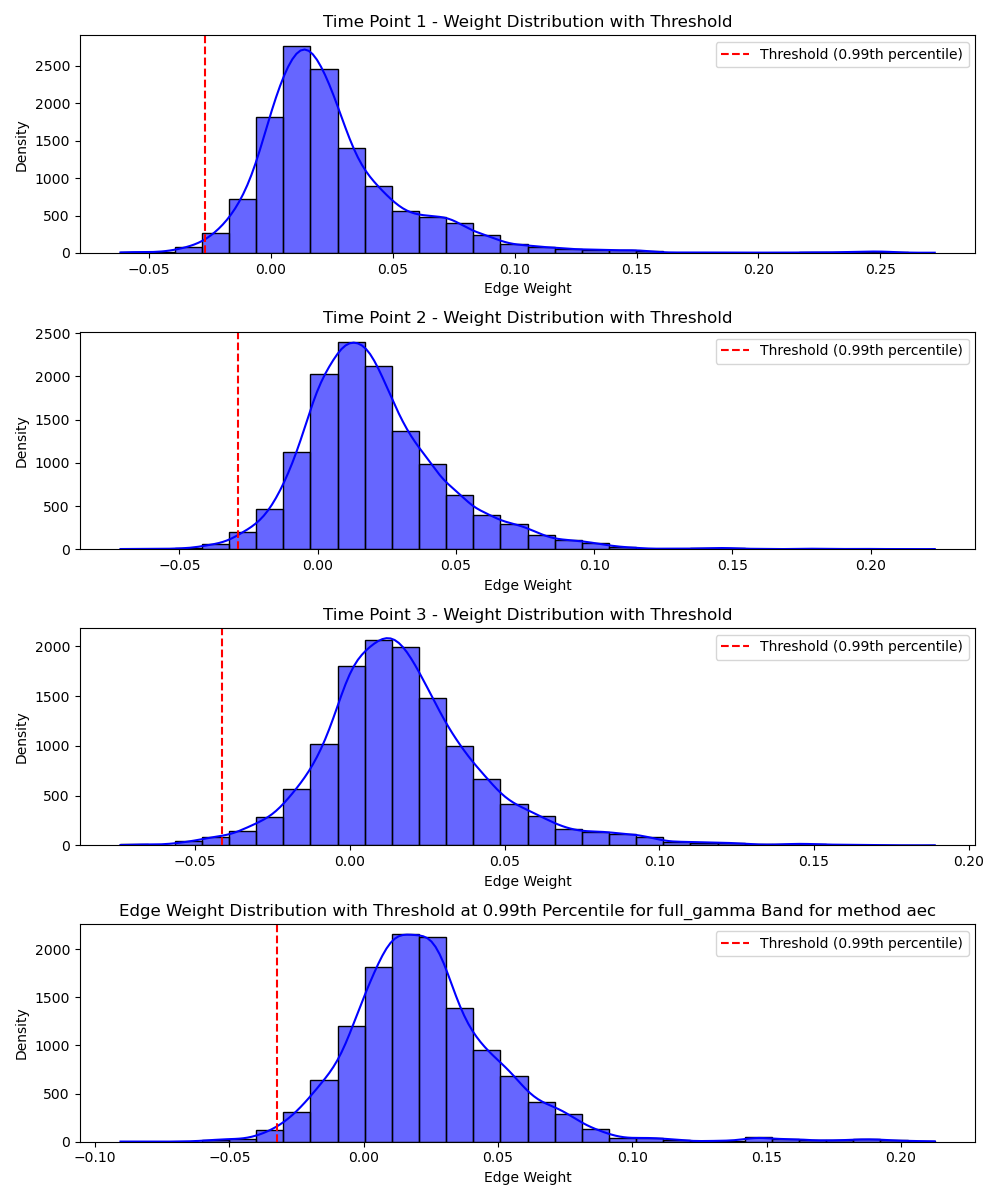 Time Point 1 - Weight Distribution with Threshold
Threshold (0.99th percentile)
Density
2500
2000
1500
1000
500
0
−0.05 0.00 0.05 0.10 0.15 0.20 0.25
Edge Weight
Time Point 2 - Weight Distribution with Threshold
Threshold (0.99th percentile)
Density
2500
2000
1500
1000
500
0
−0.05 0.00 0.05 0.10 0.15 0.20
Edge Weight
Time Point 3 - Weight Distribution with Threshold
Threshold (0.99th percentile)
Density
2000
1500
1000
500
0
−0.05 0.00 0.05 0.10 0.15 0.20
Edge Weight
Edge Weight Distribution with Threshold at 0.99th Percentile for full_gamma Band for method aec
Threshold (0.99th percentile)
Density
2000
1500
1000
500
0
−0.10 −0.05 0.00 0.05 0.10 0.15 0.20
Edge Weight